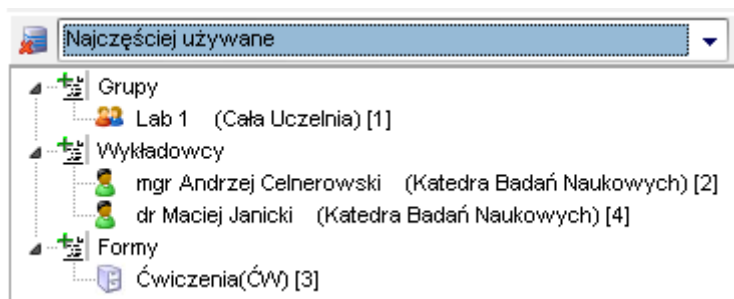 Najczęściej używane
Grupy
Lab 1 (Cała Uczelnia) [1]
Wykładowcy
mgr Andrzej Celnerowski (Katedra Badań Naukowych) [2]
dr Maciej Janicki (Katedra Badań Naukowych) [4]
Formy
Ćwiczenia(ĆW) [3]